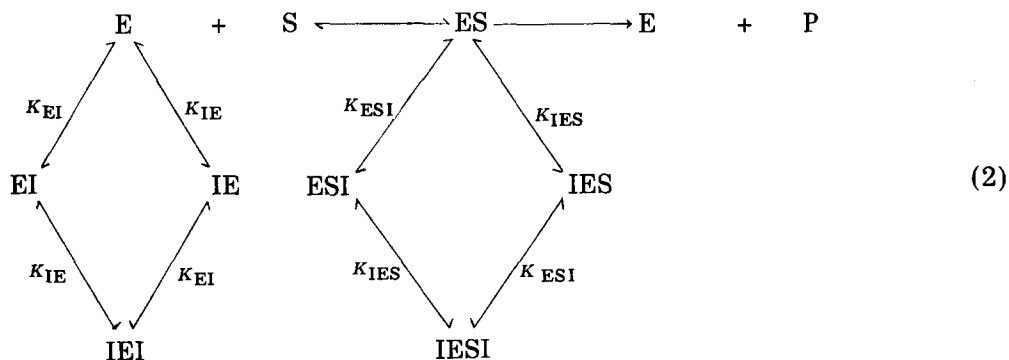 E + S ES E + P
K_EI K_IE K_ESI K_IES
EI IE ESI IES (2)
K_IE K_EI K_IES K_ESI
IEI IESI